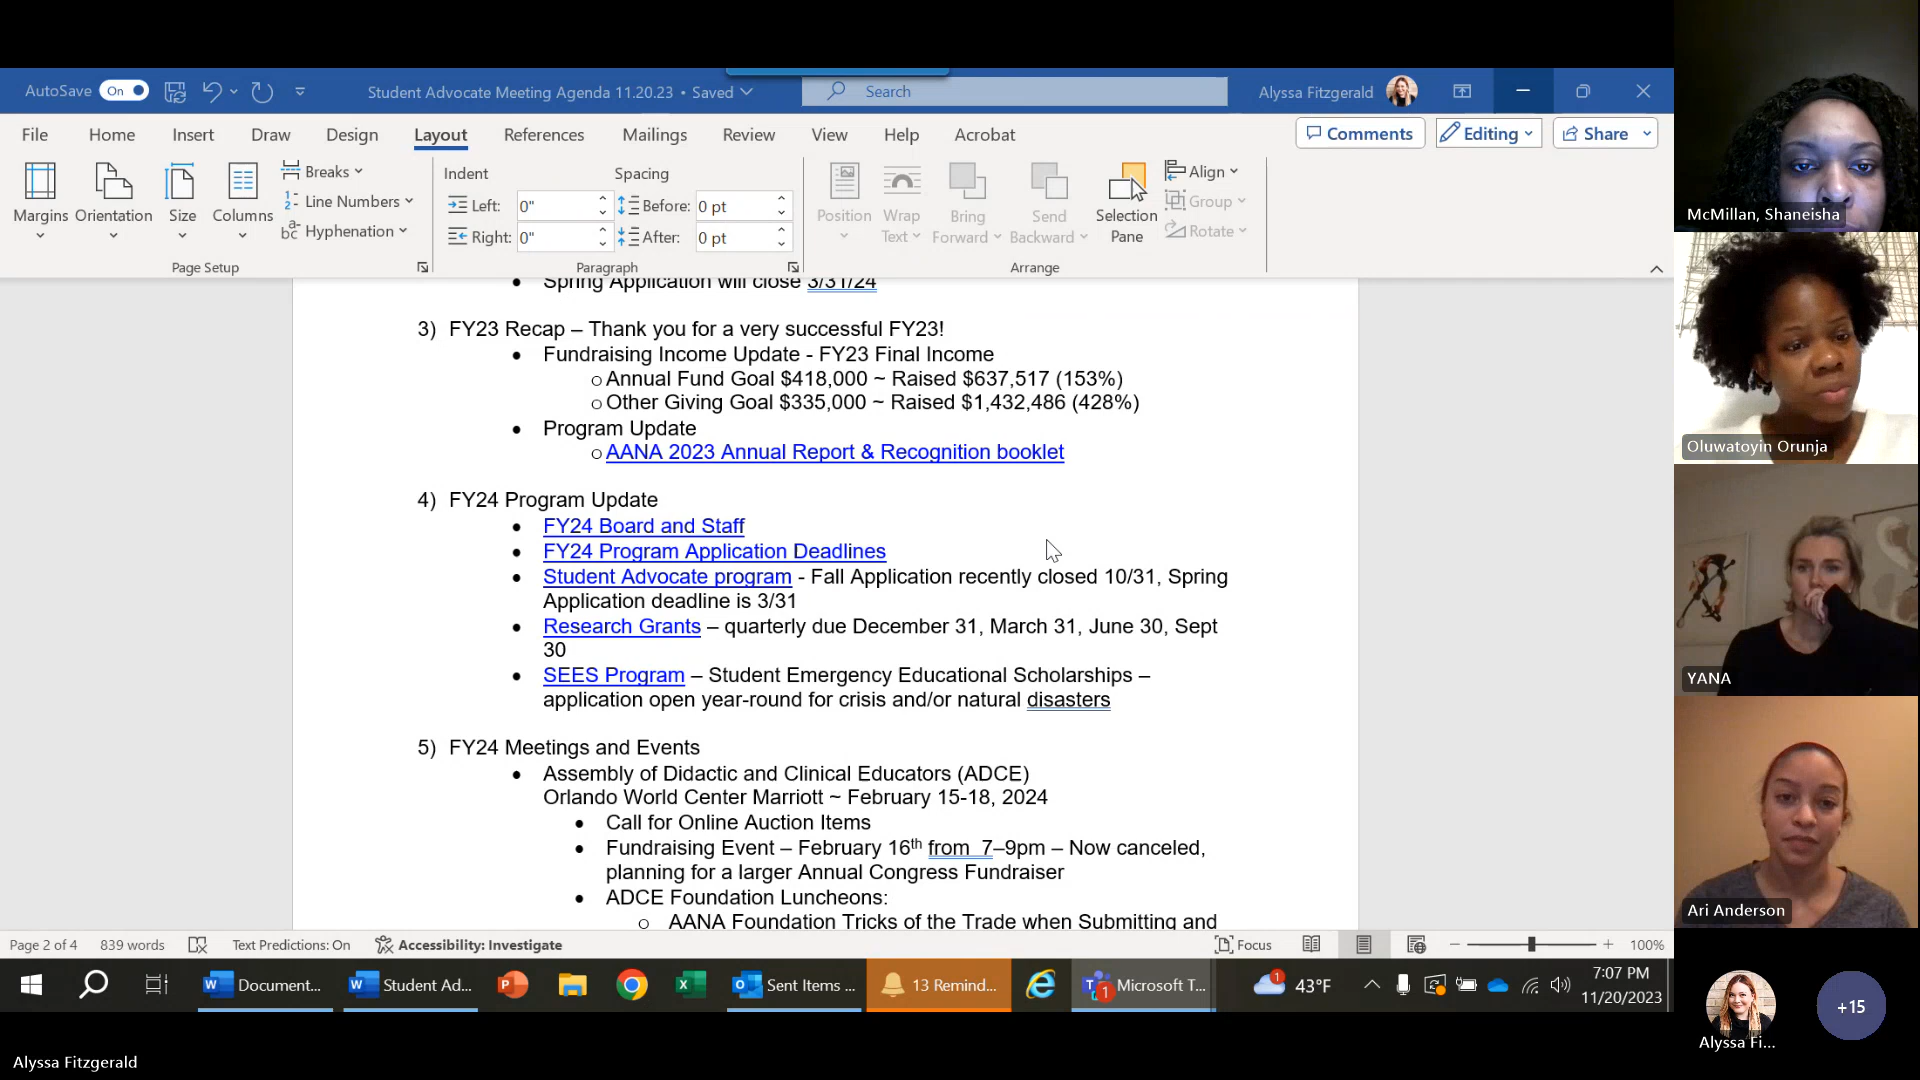 AutoSave On
Student Advocate Meeting Agenda 11.20.23 • Saved
Search
Alyssa Fitzgerald
File Home Insert Draw Design Layout References Mailings Review View Help Acrobat
Comments Editing Share
Margins Orientation Size Columns
Breaks
Line Numbers
Hyphenation
Page Setup
Indent Spacing
Left: 0" Before: 0 pt
Right: 0" After: 0 pt
Paragraph
Position
Wrap Text
Bring Forward
Send Backward
Selection Pane
Align
Group
Rotate
Arrange
• Spring Application will close 3/31/24
3) FY23 Recap – Thank you for a very successful FY23!
• Fundraising Income Update - FY23 Final Income
o Annual Fund Goal $418,000 ~ Raised $637,517 (153%)
o Other Giving Goal $335,000 ~ Raised $1,432,486 (428%)
• Program Update
o AANA 2023 Annual Report & Recognition booklet
4) FY24 Program Update
• FY24 Board and Staff
• FY24 Program Application Deadlines
• Student Advocate program - Fall Application recently closed 10/31, Spring
Application deadline is 3/31
• Research Grants – quarterly due December 31, March 31, June 30, Sept
30
• SEES Program – Student Emergency Educational Scholarships –
application open year-round for crisis and/or natural disasters
5) FY24 Meetings and Events
• Assembly of Didactic and Clinical Educators (ADCE)
Orlando World Center Marriott ~ February 15-18, 2024
• Call for Online Auction Items
• Fundraising Event – February 16th from 7–9pm – Now canceled,
planning for a larger Annual Congress Fundraiser
• ADCE Foundation Luncheons:
o AANA Foundation Tricks of the Trade when Submitting and
Page 2 of 4 839 words Text Predictions: On Accessibility: Investigate Focus 100%
Document... Student Ad... Sent Items ... 13 Remind... 1 Microsoft T... 1 43°F 7:07 PM
11/20/2023
McMillan, Shaneisha
Oluwatoyin Orunja
YANA
Ari Anderson
Alyssa Fi...
+15
Alyssa Fitzgerald